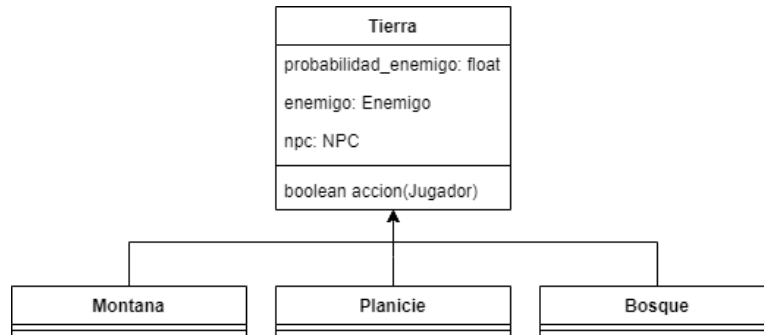 Tierra
probabilidad_enemigo: float
enemigo: Enemigo
npc: NPC
boolean accion(Jugador)
Montana
Planicie
Bosque